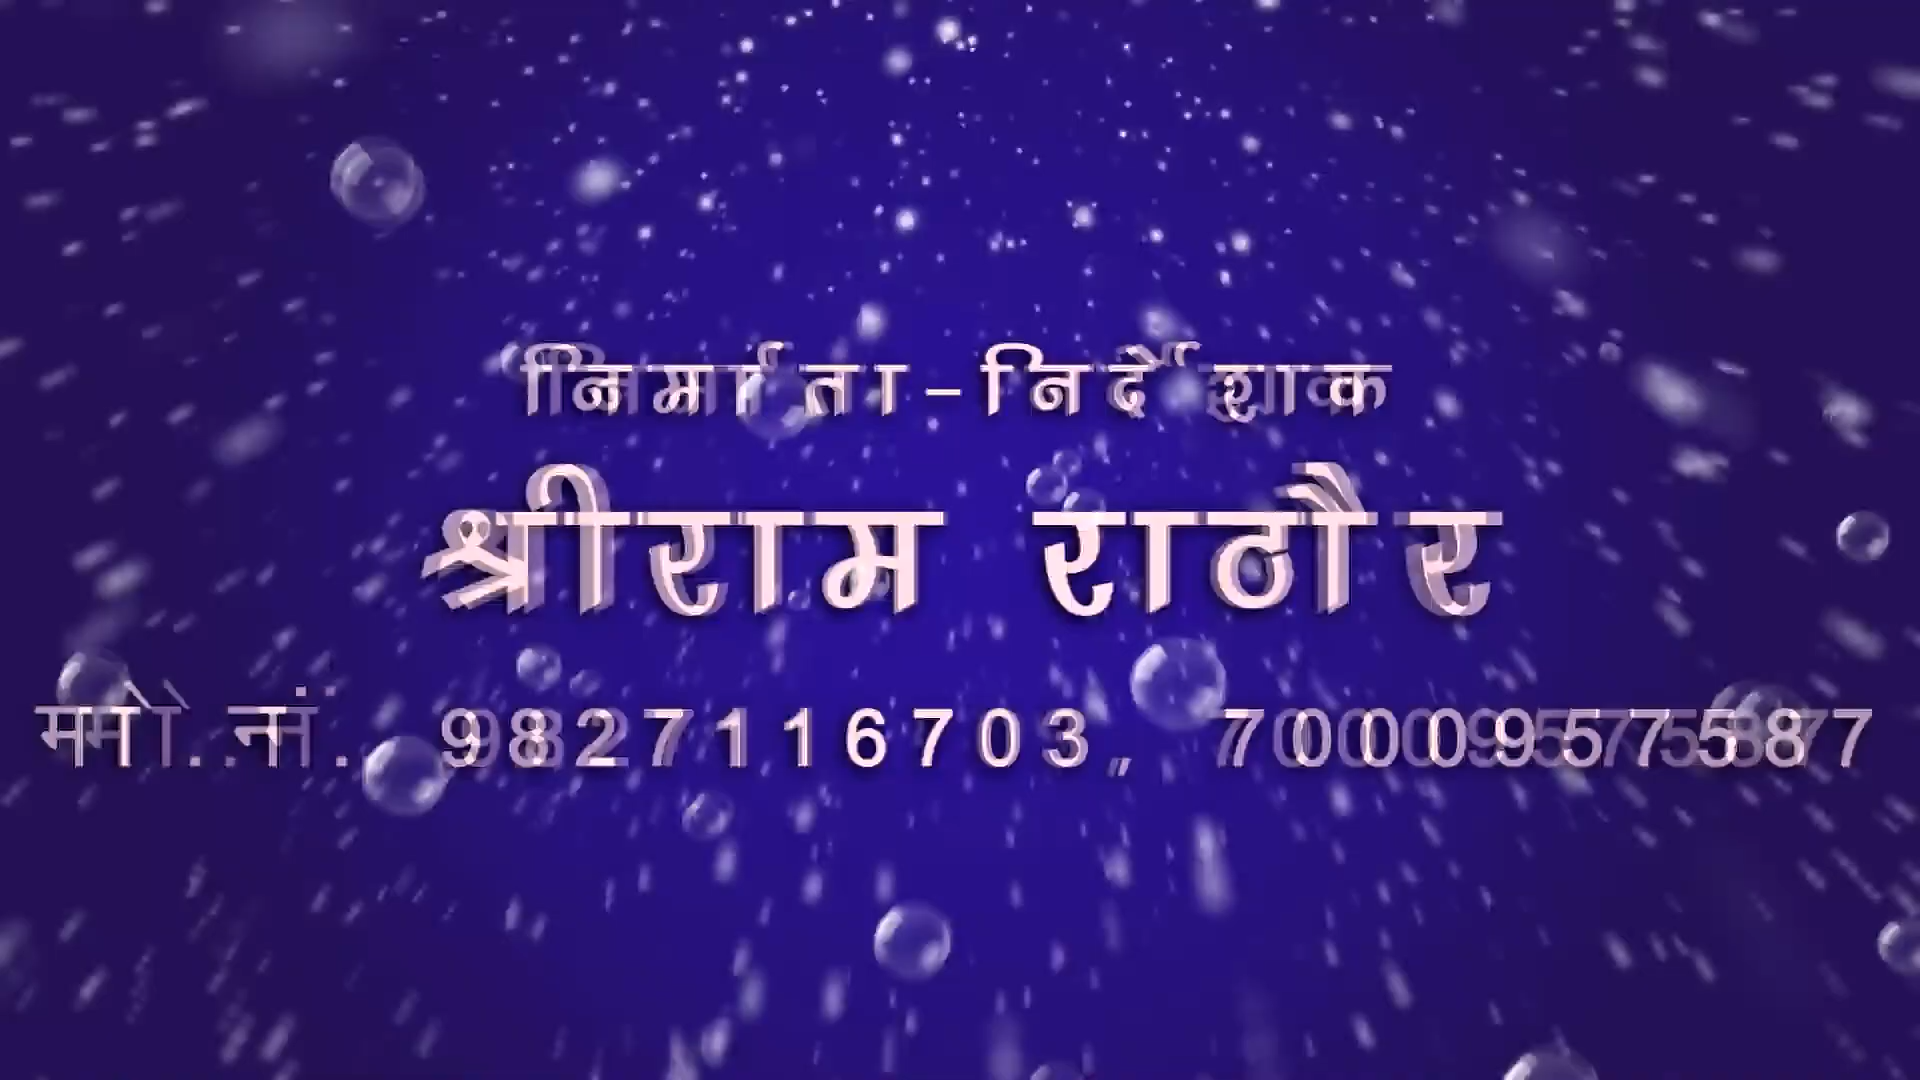 निर्माता-निर्देशक
श्रीराम राठौर
मो. नं. 9827116703, 7000957587